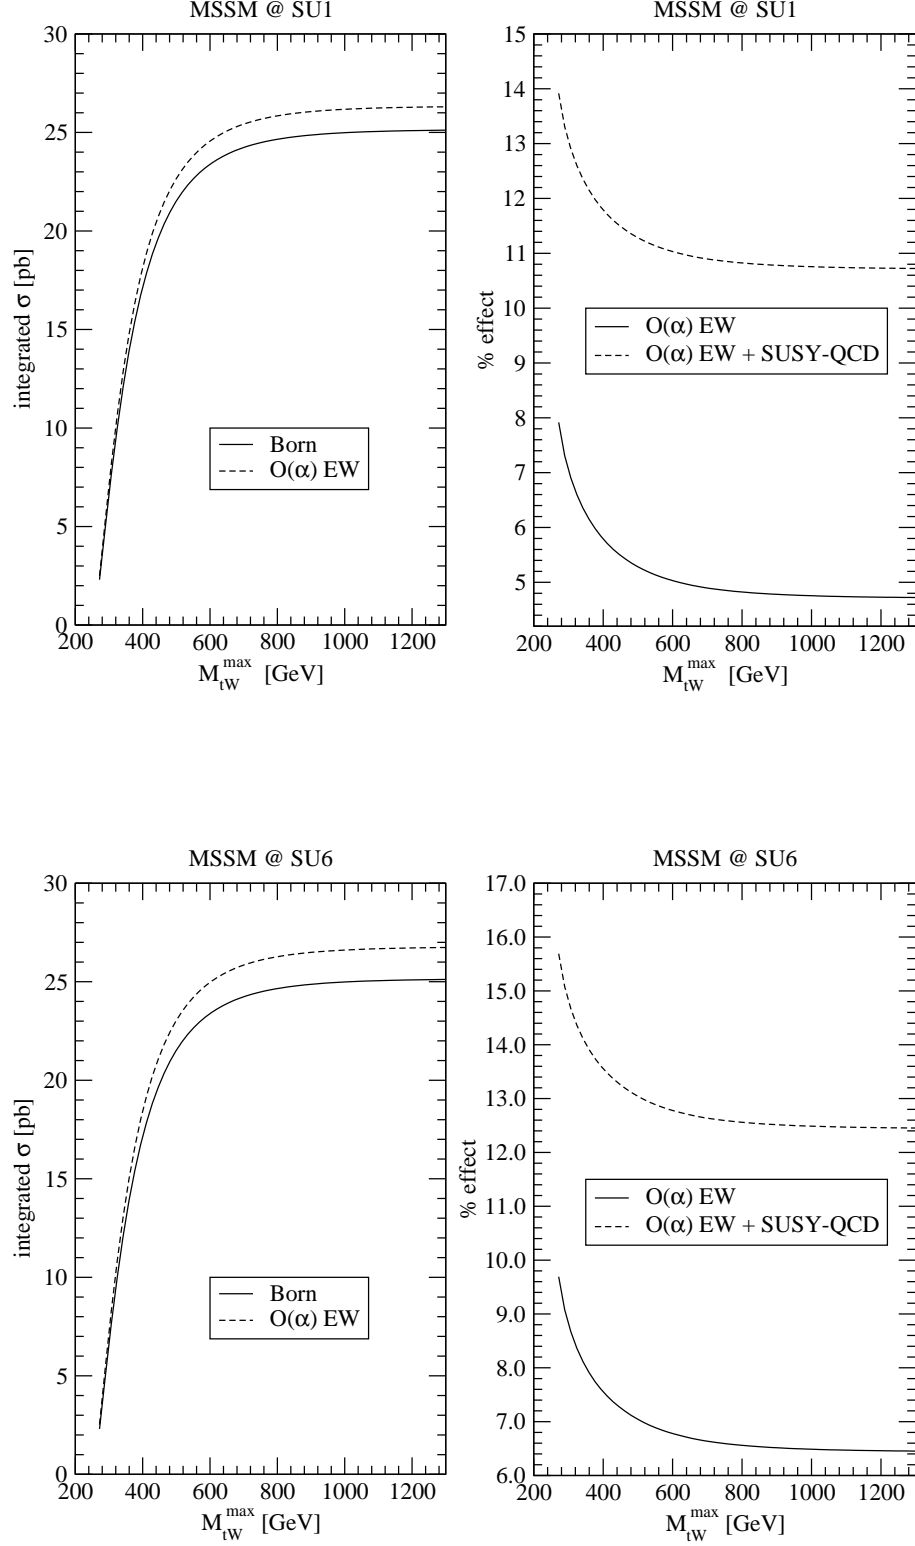 MSSM @ SU1
30
25
20
15
10
5
0
integrated σ [pb]
Born
O(α) EW
200 400 600 800 1000 1200
M_tW^max [GeV]
MSSM @ SU1
15
14
13
12
11
10
9
8
7
6
5
% effect
O(α) EW
O(α) EW + SUSY-QCD
200 400 600 800 1000 1200
M_tW^max [GeV]
MSSM @ SU6
30
25
20
15
10
5
0
integrated σ [pb]
Born
O(α) EW
200 400 600 800 1000 1200
M_tW^max [GeV]
MSSM @ SU6
17.0
16.0
15.0
14.0
13.0
12.0
11.0
10.0
9.0
8.0
7.0
6.0
% effect
O(α) EW
O(α) EW + SUSY-QCD
200 400 600 800 1000 1200
M_tW^max [GeV]